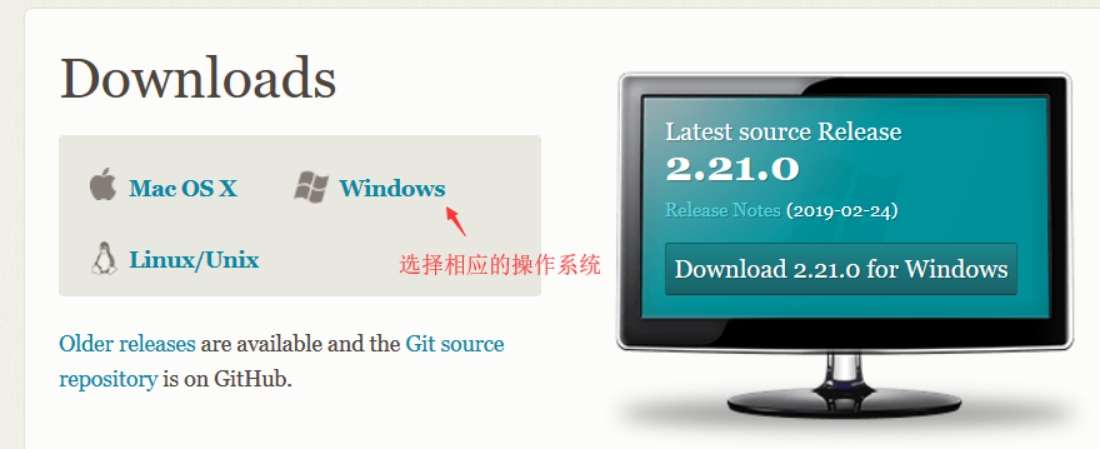 Downloads
Mac OS X
Windows
Linux/Unix
选择相应的操作系统
Older releases are available and the Git source
repository is on GitHub.
Latest source Release
2.21.0
Release Notes (2019-02-24)
Download 2.21.0 for Windows